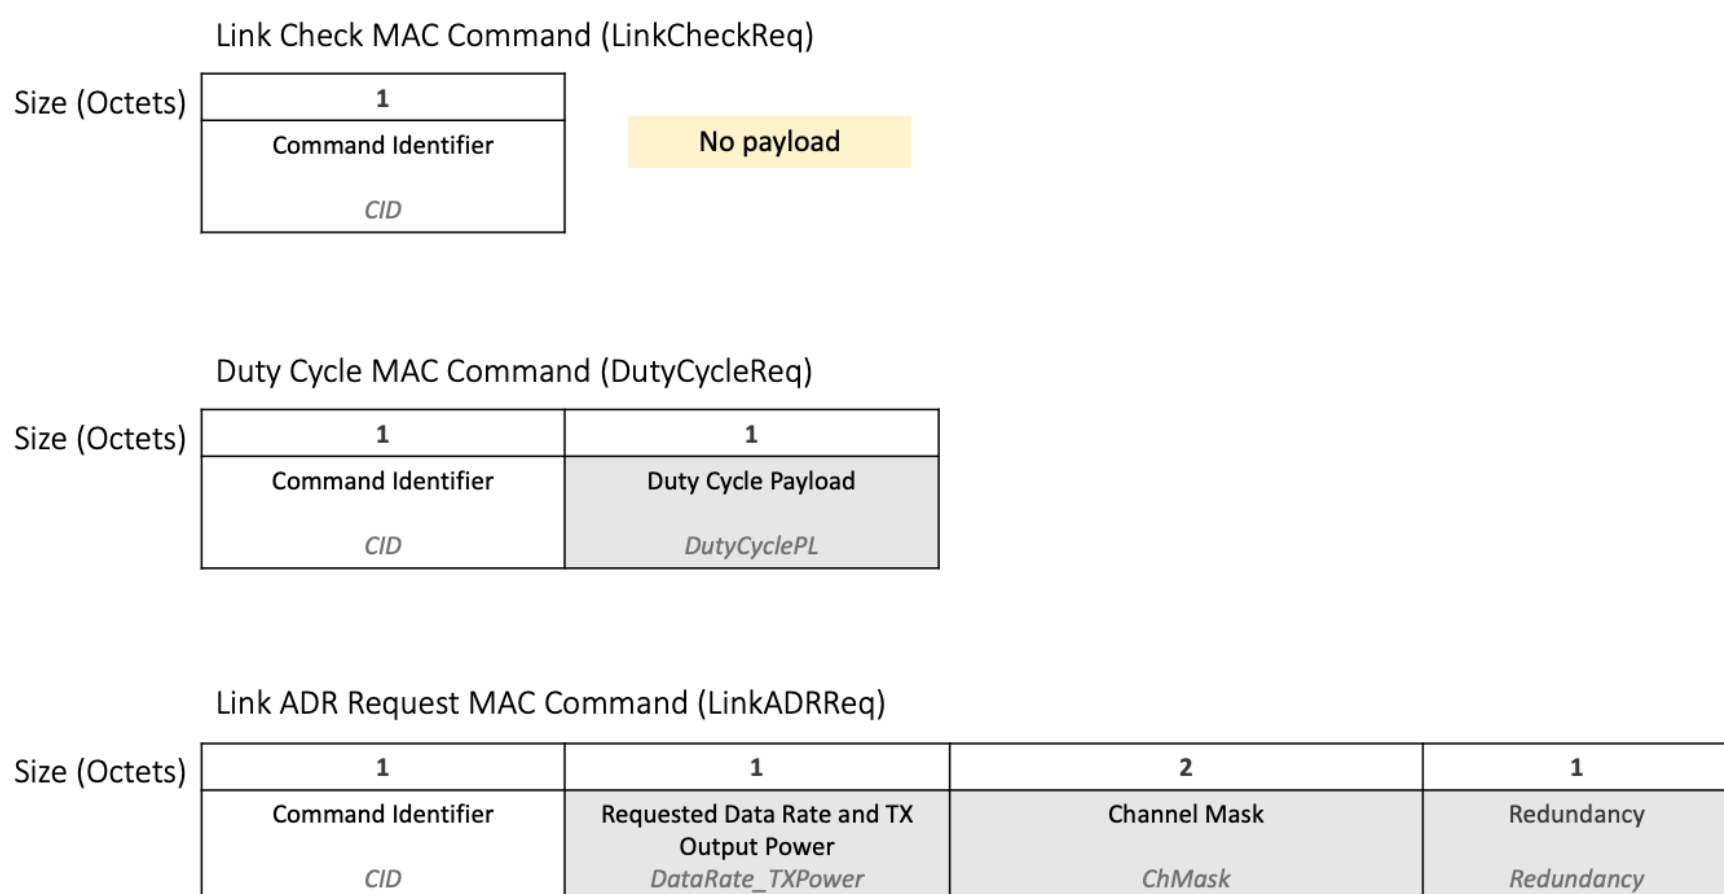 Link Check MAC Command (LinkCheckReq)
Size (Octets) 1
Command Identifier
No payload
CID
Duty Cycle MAC Command (DutyCycleReq)
Size (Octets) 1 1
Command Identifier Duty Cycle Payload
CID DutyCyclePL
Link ADR Request MAC Command (LinkADRReq)
Size (Octets) 1 1 2 1
Command Identifier Requested Data Rate and TX Channel Mask Redundancy
Output Power
CID DataRate_TXPower ChMask Redundancy